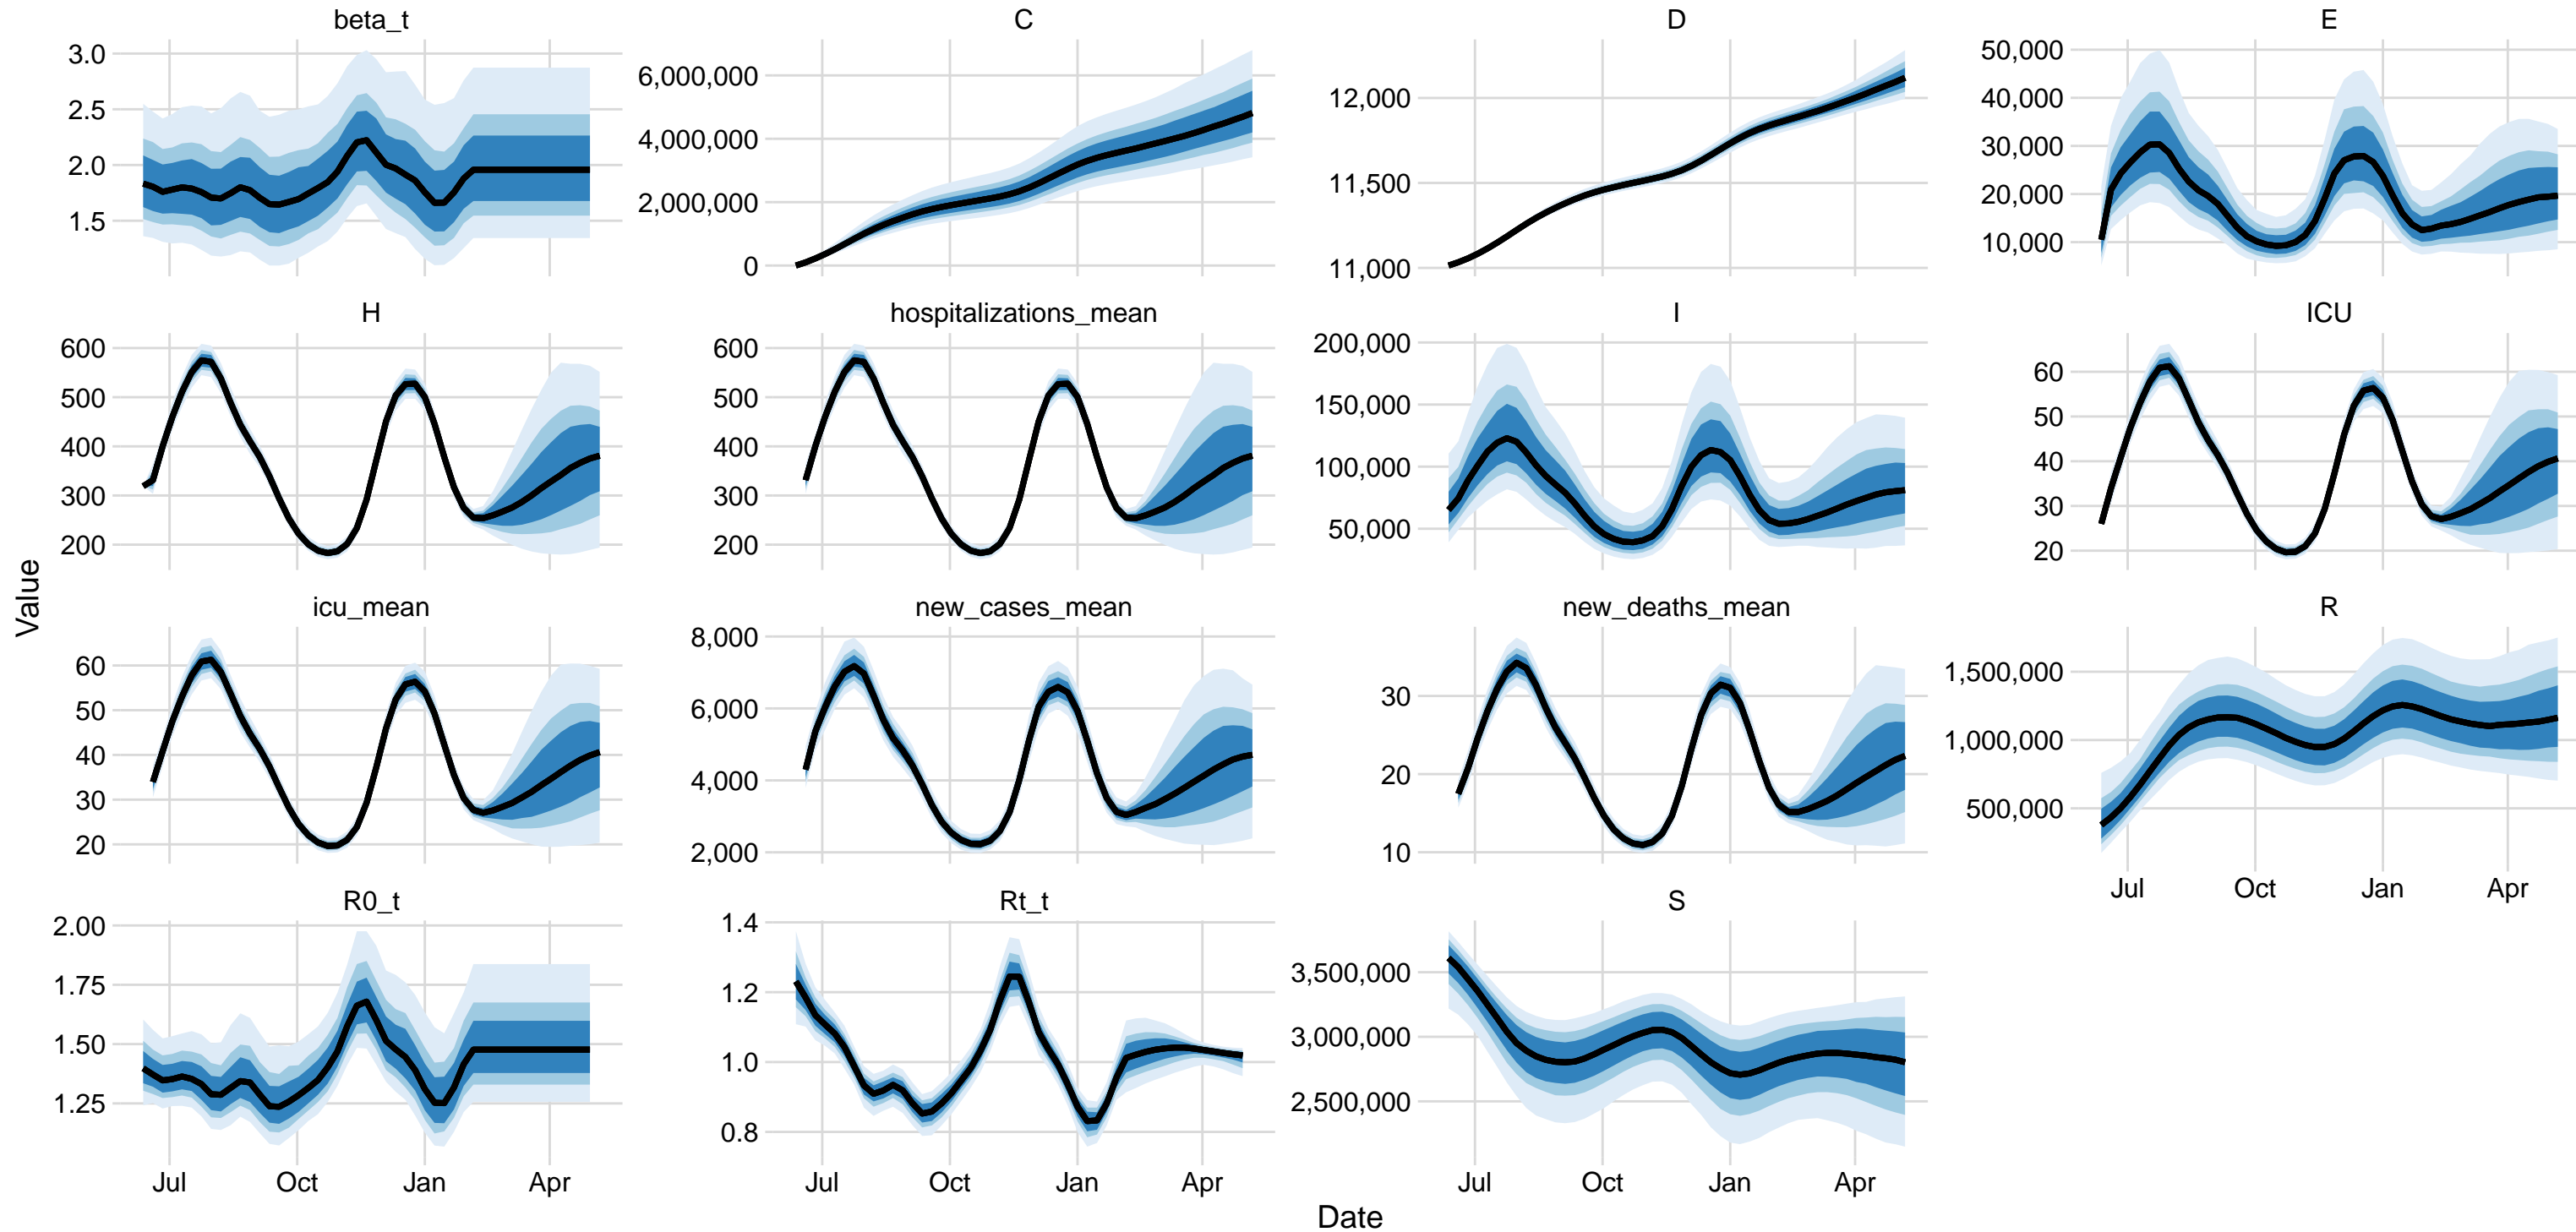 beta_t
C
D
E
3.0
2.5
2.0
1.5
6,000,000
4,000,000
2,000,000
0
12,000
11,500
11,000
50,000
40,000
30,000
20,000
10,000
H
hospitalizations_mean
I
ICU
600
500
400
300
200
600
500
400
300
200
200,000
150,000
100,000
50,000
60
50
40
30
20
Value
icu_mean
new_cases_mean
new_deaths_mean
R
60
50
40
30
20
8,000
6,000
4,000
2,000
30
20
10
1,500,000
1,000,000
500,000
Jul Oct Jan Apr
R0_t
Rt_t
S
2.00
1.75
1.50
1.25
1.4
1.2
1.0
0.8
3,500,000
3,000,000
2,500,000
Jul Oct Jan Apr
Jul Oct Jan Apr
Jul Oct Jan Apr
Date